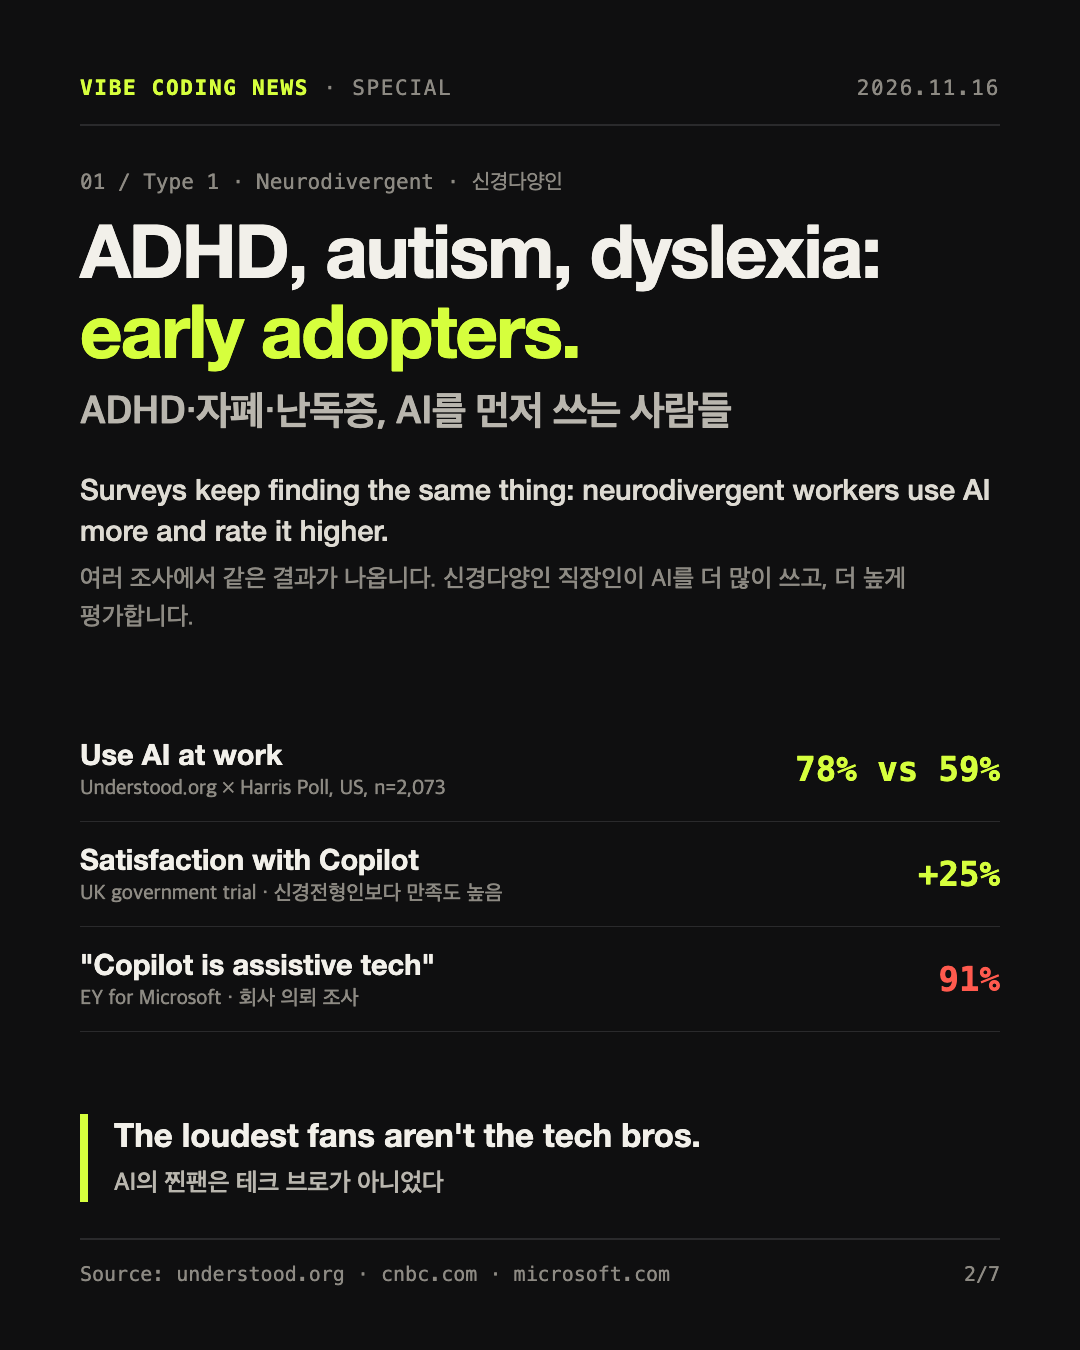 VIBE CODING NEWS · SPECIAL
2026.11.16
01 / Type 1 · Neurodivergent · 신경다양인
ADHD, autism, dyslexia:
early adopters.
ADHD·자폐·난독증, AI를 먼저 쓰는 사람들
Surveys keep finding the same thing: neurodivergent workers use AI
more and rate it higher.
여러 조사에서 같은 결과가 나옵니다. 신경다양인 직장인이 AI를 더 많이 쓰고, 더 높게
평가합니다.
Use AI at work
Understood.org × Harris Poll, US, n=2,073
78% vs 59%
Satisfaction with Copilot
UK government trial · 신경전형인보다 만족도 높음
+25%
"Copilot is assistive tech"
EY for Microsoft · 회사 의뢰 조사
91%
The loudest fans aren't the tech bros.
AI의 찐팬은 테크 브로가 아니었다
Source: understood.org · cnbc.com · microsoft.com
2/7